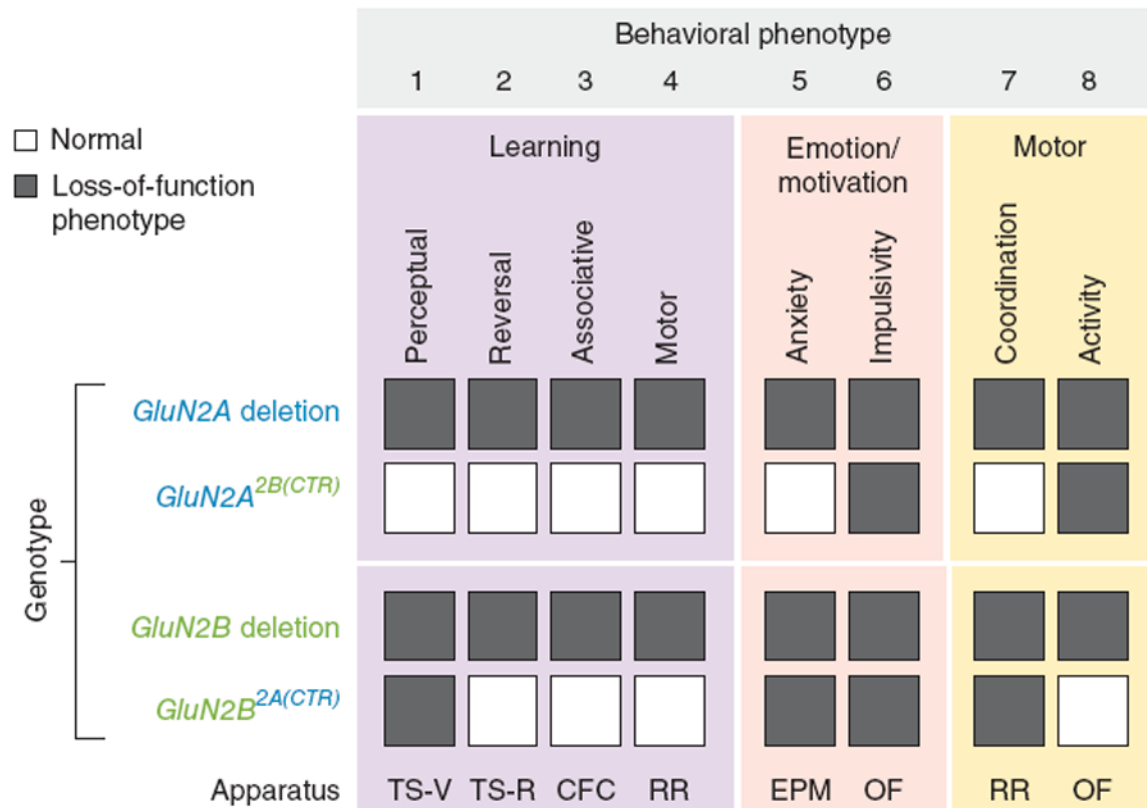 Behavioral phenotype
1 2 3 4 5 6 7 8
Normal
Loss-of-function
phenotype
Learning
Emotion/
motivation
Motor
Perceptual
Reversal
Associative
Motor
Anxiety
Impulsivity
Coordination
Activity
Genotype
GluN2A deletion
GluN2A2B(CTR)
GluN2B deletion
GluN2B2A(CTR)
Apparatus TS-V TS-R CFC RR EPM OF RR OF